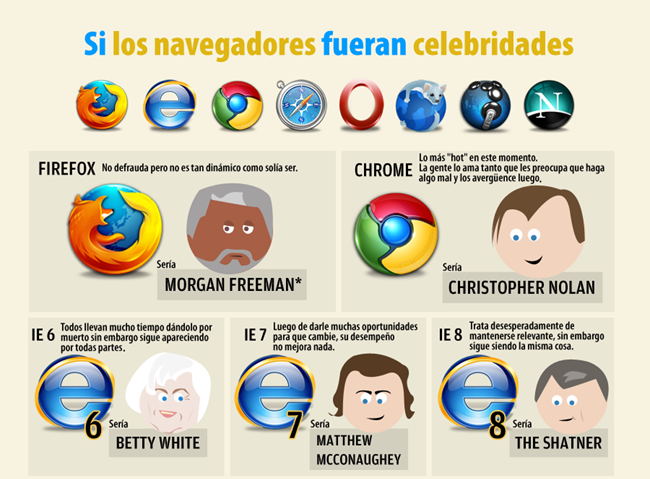 Si los navegadores fueran celebridades
N
FIREFOX No defrauda pero no es tan dinámico como solía ser.
Sería
MORGAN FREEMAN*
CHROME Lo más "hot" en este momento.
La gente lo ama tanto que les preocupa que haga
algo mal y los avergüence luego.
Sería
CHRISTOPHER NOLAN
IE 6 Todos llevan mucho tiempo dándolo por
muerto sin embargo sigue apareciendo
por todas partes.
6
Sería
BETTY WHITE
IE 7 Luego de darle muchas oportunidades
para que cambie, su desempeño
no mejora nada.
7
Sería
MATTHEW
MCCONAUGHEY
IE 8 Trata desesperadamente de
mantenerse relevante, sin embargo
sigue siendo la misma cosa.
8
Sería
THE SHATNER